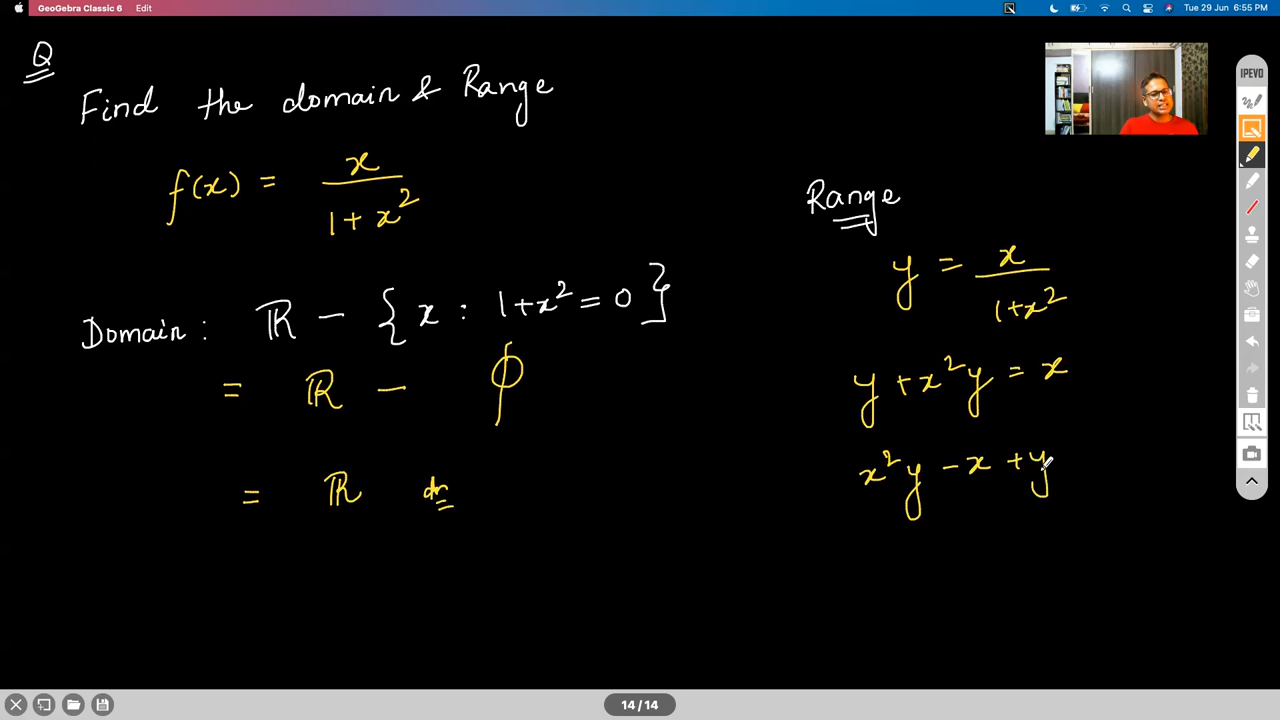 GeoGebra Classic 6 Edit
Tue 29 Jun 6:55 PM
Q
Find the domain & Range
f(x) = x / (1 + x²)
Domain : ℝ − { x : 1 + x² = 0 }
= ℝ − ϕ
= ℝ
Range
y = x / (1 + x²)
y + x²y = x
x²y − x + y
IPEVO
14 / 14